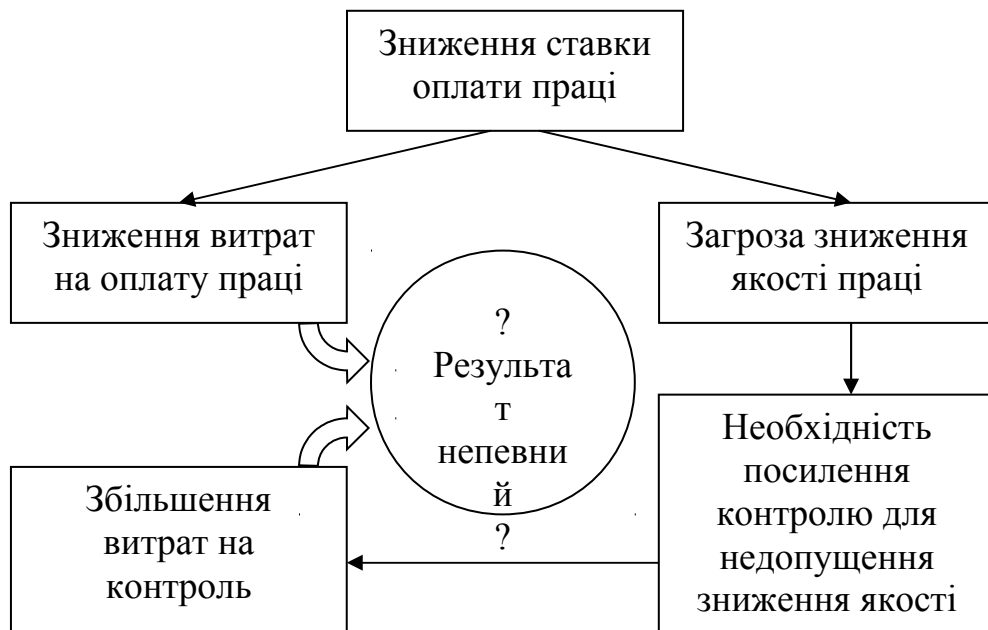 Зниження ставки
оплати праці
Зниження витрат
на оплату праці
Загроза зниження
якості праці
?
Результа
т
непевни
й
?
Необхідність
посилення
контролю для
недопущення
зниження якості
Збільшення
витрат на
контроль